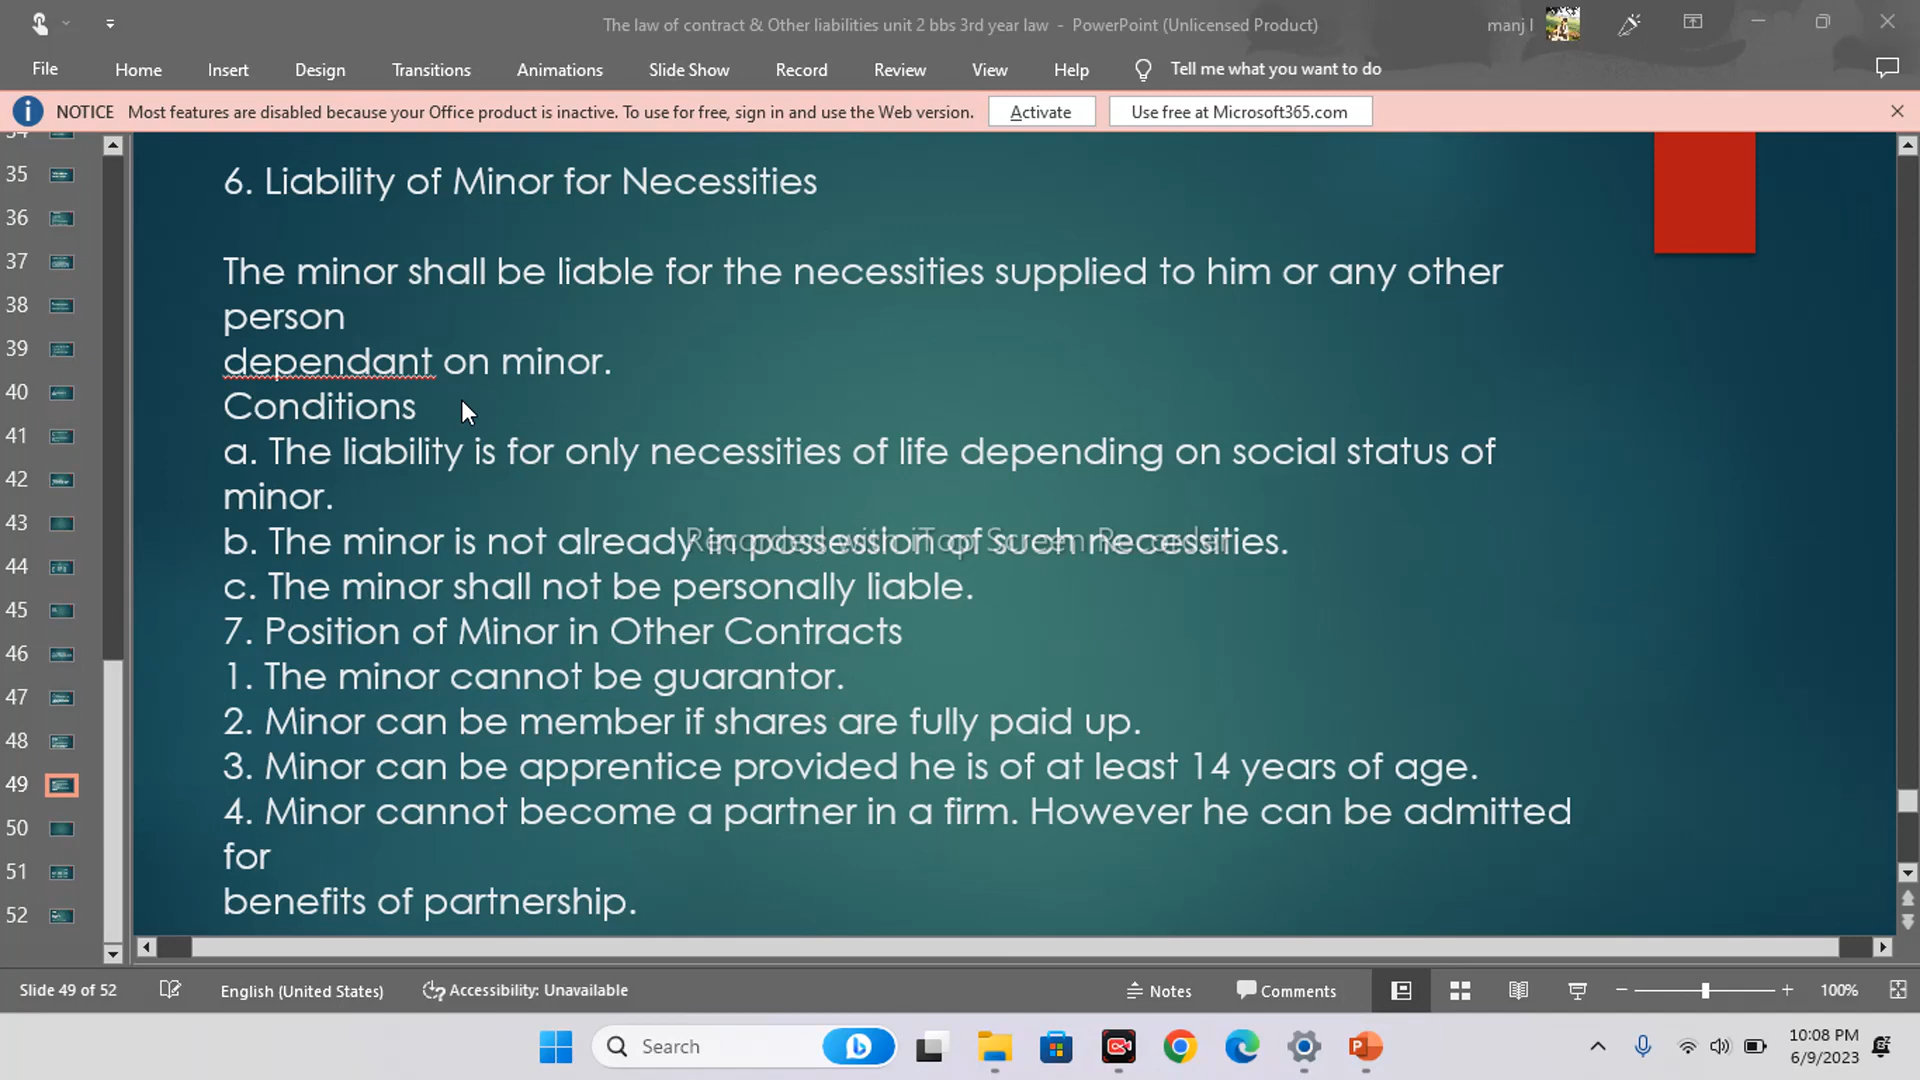 The law of contract & Other liabilities unit 2 bbs 3rd year law - PowerPoint (Unlicensed Product)
manj l
File
Home
Insert
Design
Transitions
Animations
Slide Show
Record
Review
View
Help
Tell me what you want to do
NOTICE Most features are disabled because your Office product is inactive. To use for free, sign in and use the Web version.
Activate
Use free at Microsoft365.com
34
35
36
37
38
39
40
41
42
43
44
45
46
47
48
49
50
51
52
6. Liability of Minor for Necessities
The minor shall be liable for the necessities supplied to him or any other
person
dependant on minor.
Conditions
a. The liability is for only necessities of life depending on social status of
minor.
b. The minor is not already in possession of such necessities.
Recorded with iTop Screen Recorder
c. The minor shall not be personally liable.
7. Position of Minor in Other Contracts
1. The minor cannot be guarantor.
2. Minor can be member if shares are fully paid up.
3. Minor can be apprentice provided he is of at least 14 years of age.
4. Minor cannot become a partner in a firm. However he can be admitted
for
benefits of partnership.
Slide 49 of 52
English (United States)
Accessibility: Unavailable
Notes
Comments
100%
Search
10:08 PM
6/9/2023